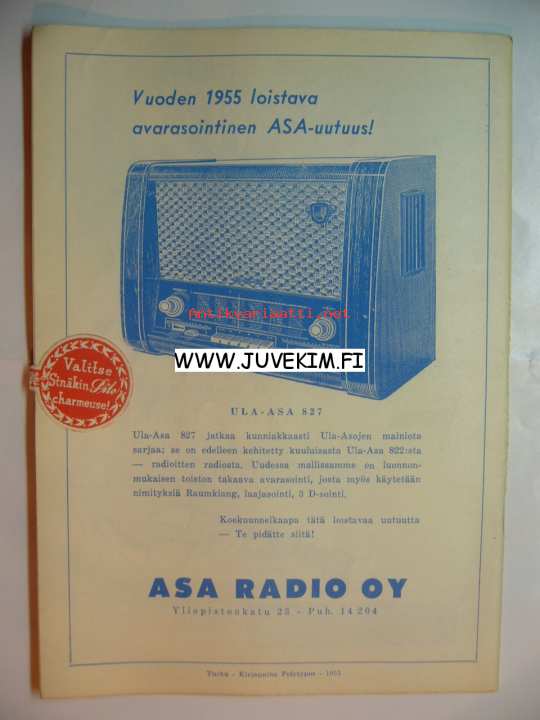 Vuoden 1955 loistava
avarasointinen ASA-uutuus!
antikvariaatti.net
WWW.JUVEKIM.FI
Valitse
Sinäkin Lito
charmeuse!
ULA-ASA 827
Ula-Asa 827 jatkaa kunniakkaasti Ula-Asojen mainiota
sarjaa; se on edelleen kehitetty kuuluisasta Ula-Asa 822:sta
— radioitten radiosta. Uudessa mallissamme on luonnon-
mukaisen toiston takaava avarasointi, josta myös käytetään
nimityksiä Raumklang, laajasointi, 3 D-sointi.
Koekuunnelkaapa tätä loistavaa uutuutta
— Te pidätte siitä!
ASA RADIO OY
Yliopistonkatu 28 - Puh. 14 204
Turku - Kirjapaino Polytypos - 1955